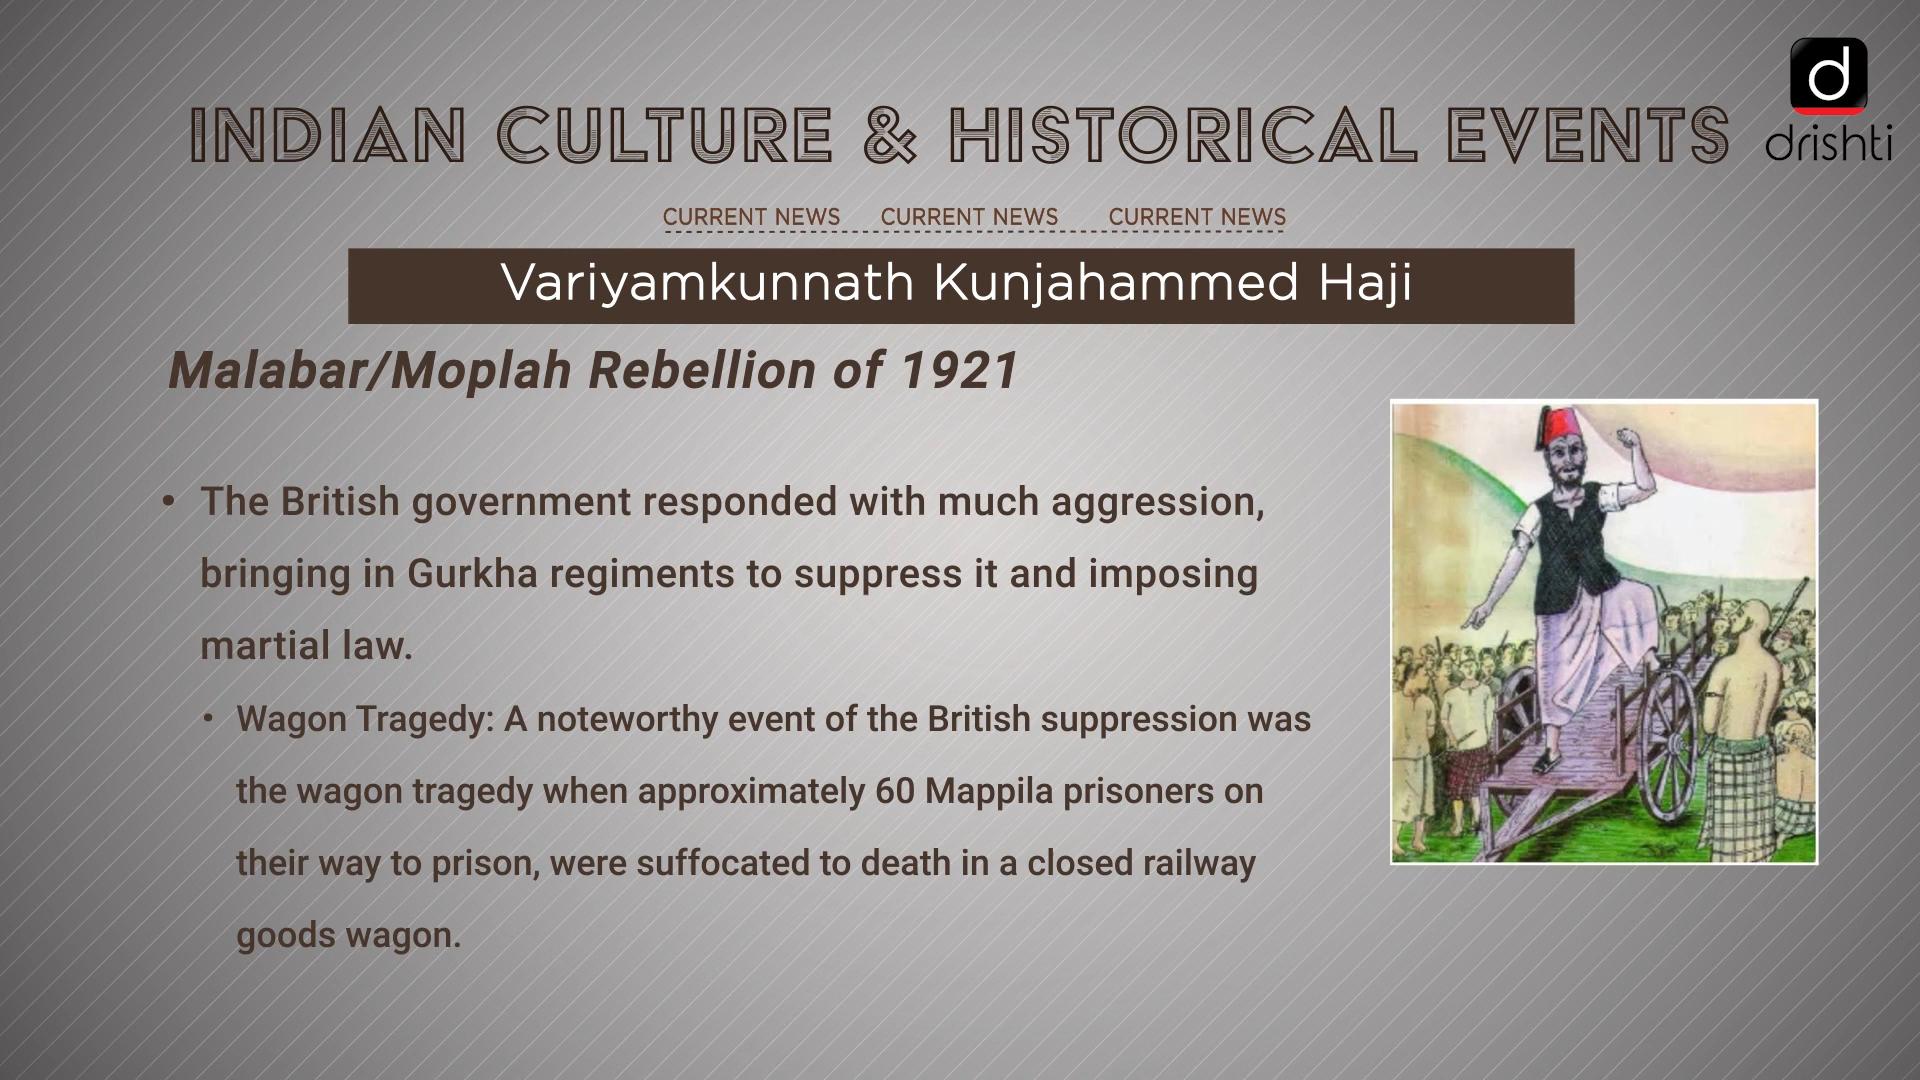 INDIAN CULTURE & HISTORICAL EVENTS
d
drishti
CURRENT NEWS CURRENT NEWS CURRENT NEWS
Variyamkunnath Kunjahammed Haji
Malabar/Moplah Rebellion of 1921
• The British government responded with much aggression,
bringing in Gurkha regiments to suppress it and imposing
martial law.
• Wagon Tragedy: A noteworthy event of the British suppression was
the wagon tragedy when approximately 60 Mappila prisoners on
their way to prison, were suffocated to death in a closed railway
goods wagon.